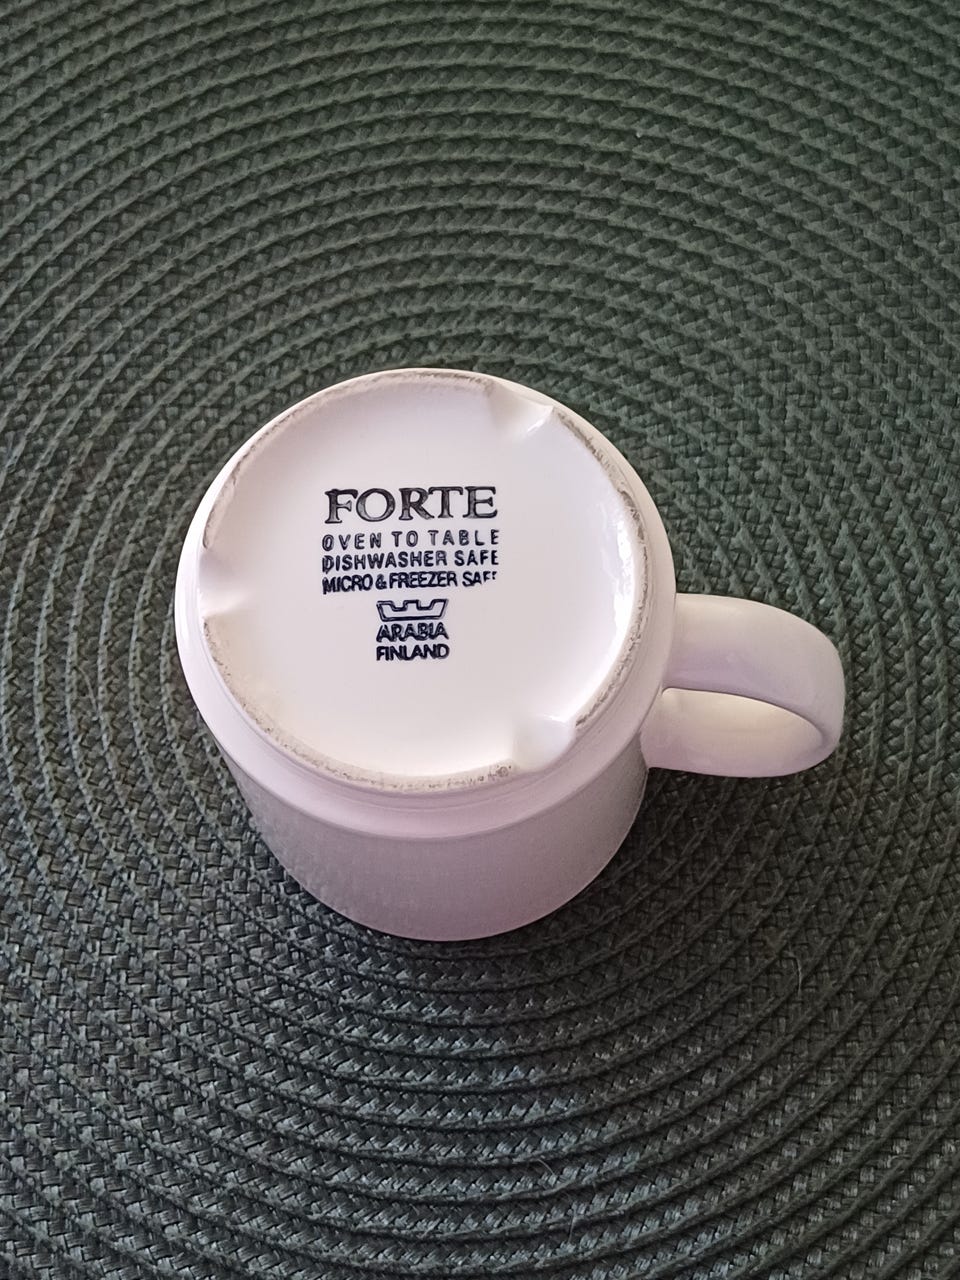 FORTE
OVEN TO TABLE
DISHWASHER SAFE
MICRO & FREEZER SAFE
ARABIA
FINLAND